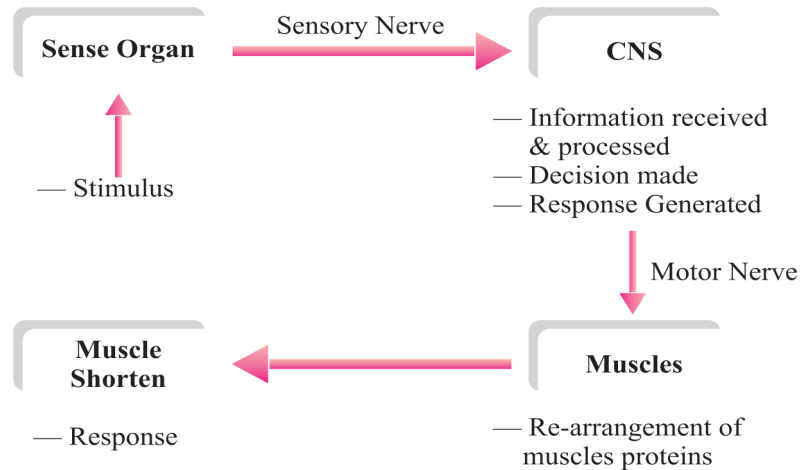 Sense Organ
Sensory Nerve
CNS
— Stimulus
— Information received
& processed
— Decision made
— Response Generated
Motor Nerve
Muscle
Shorten
Muscles
— Response
— Re-arrangement of
muscles proteins